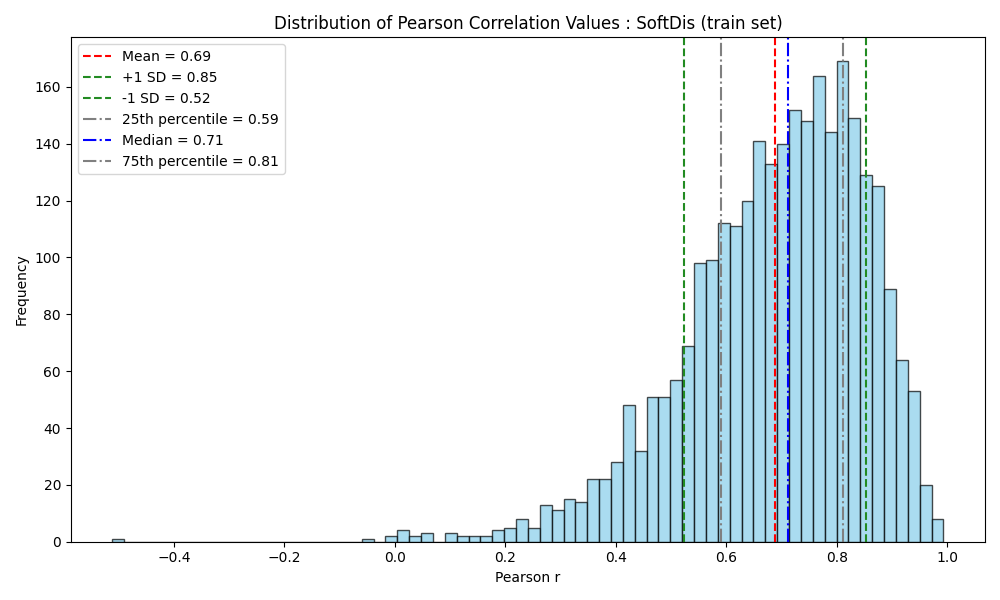 Distribution of Pearson Correlation Values : SoftDis (train set)
Mean = 0.69
+1 SD = 0.85
-1 SD = 0.52
25th percentile = 0.59
Median = 0.71
75th percentile = 0.81
Frequency
160
140
120
100
80
60
40
20
0
−0.4
−0.2
0.0
0.2
0.4
0.6
0.8
1.0
Pearson r